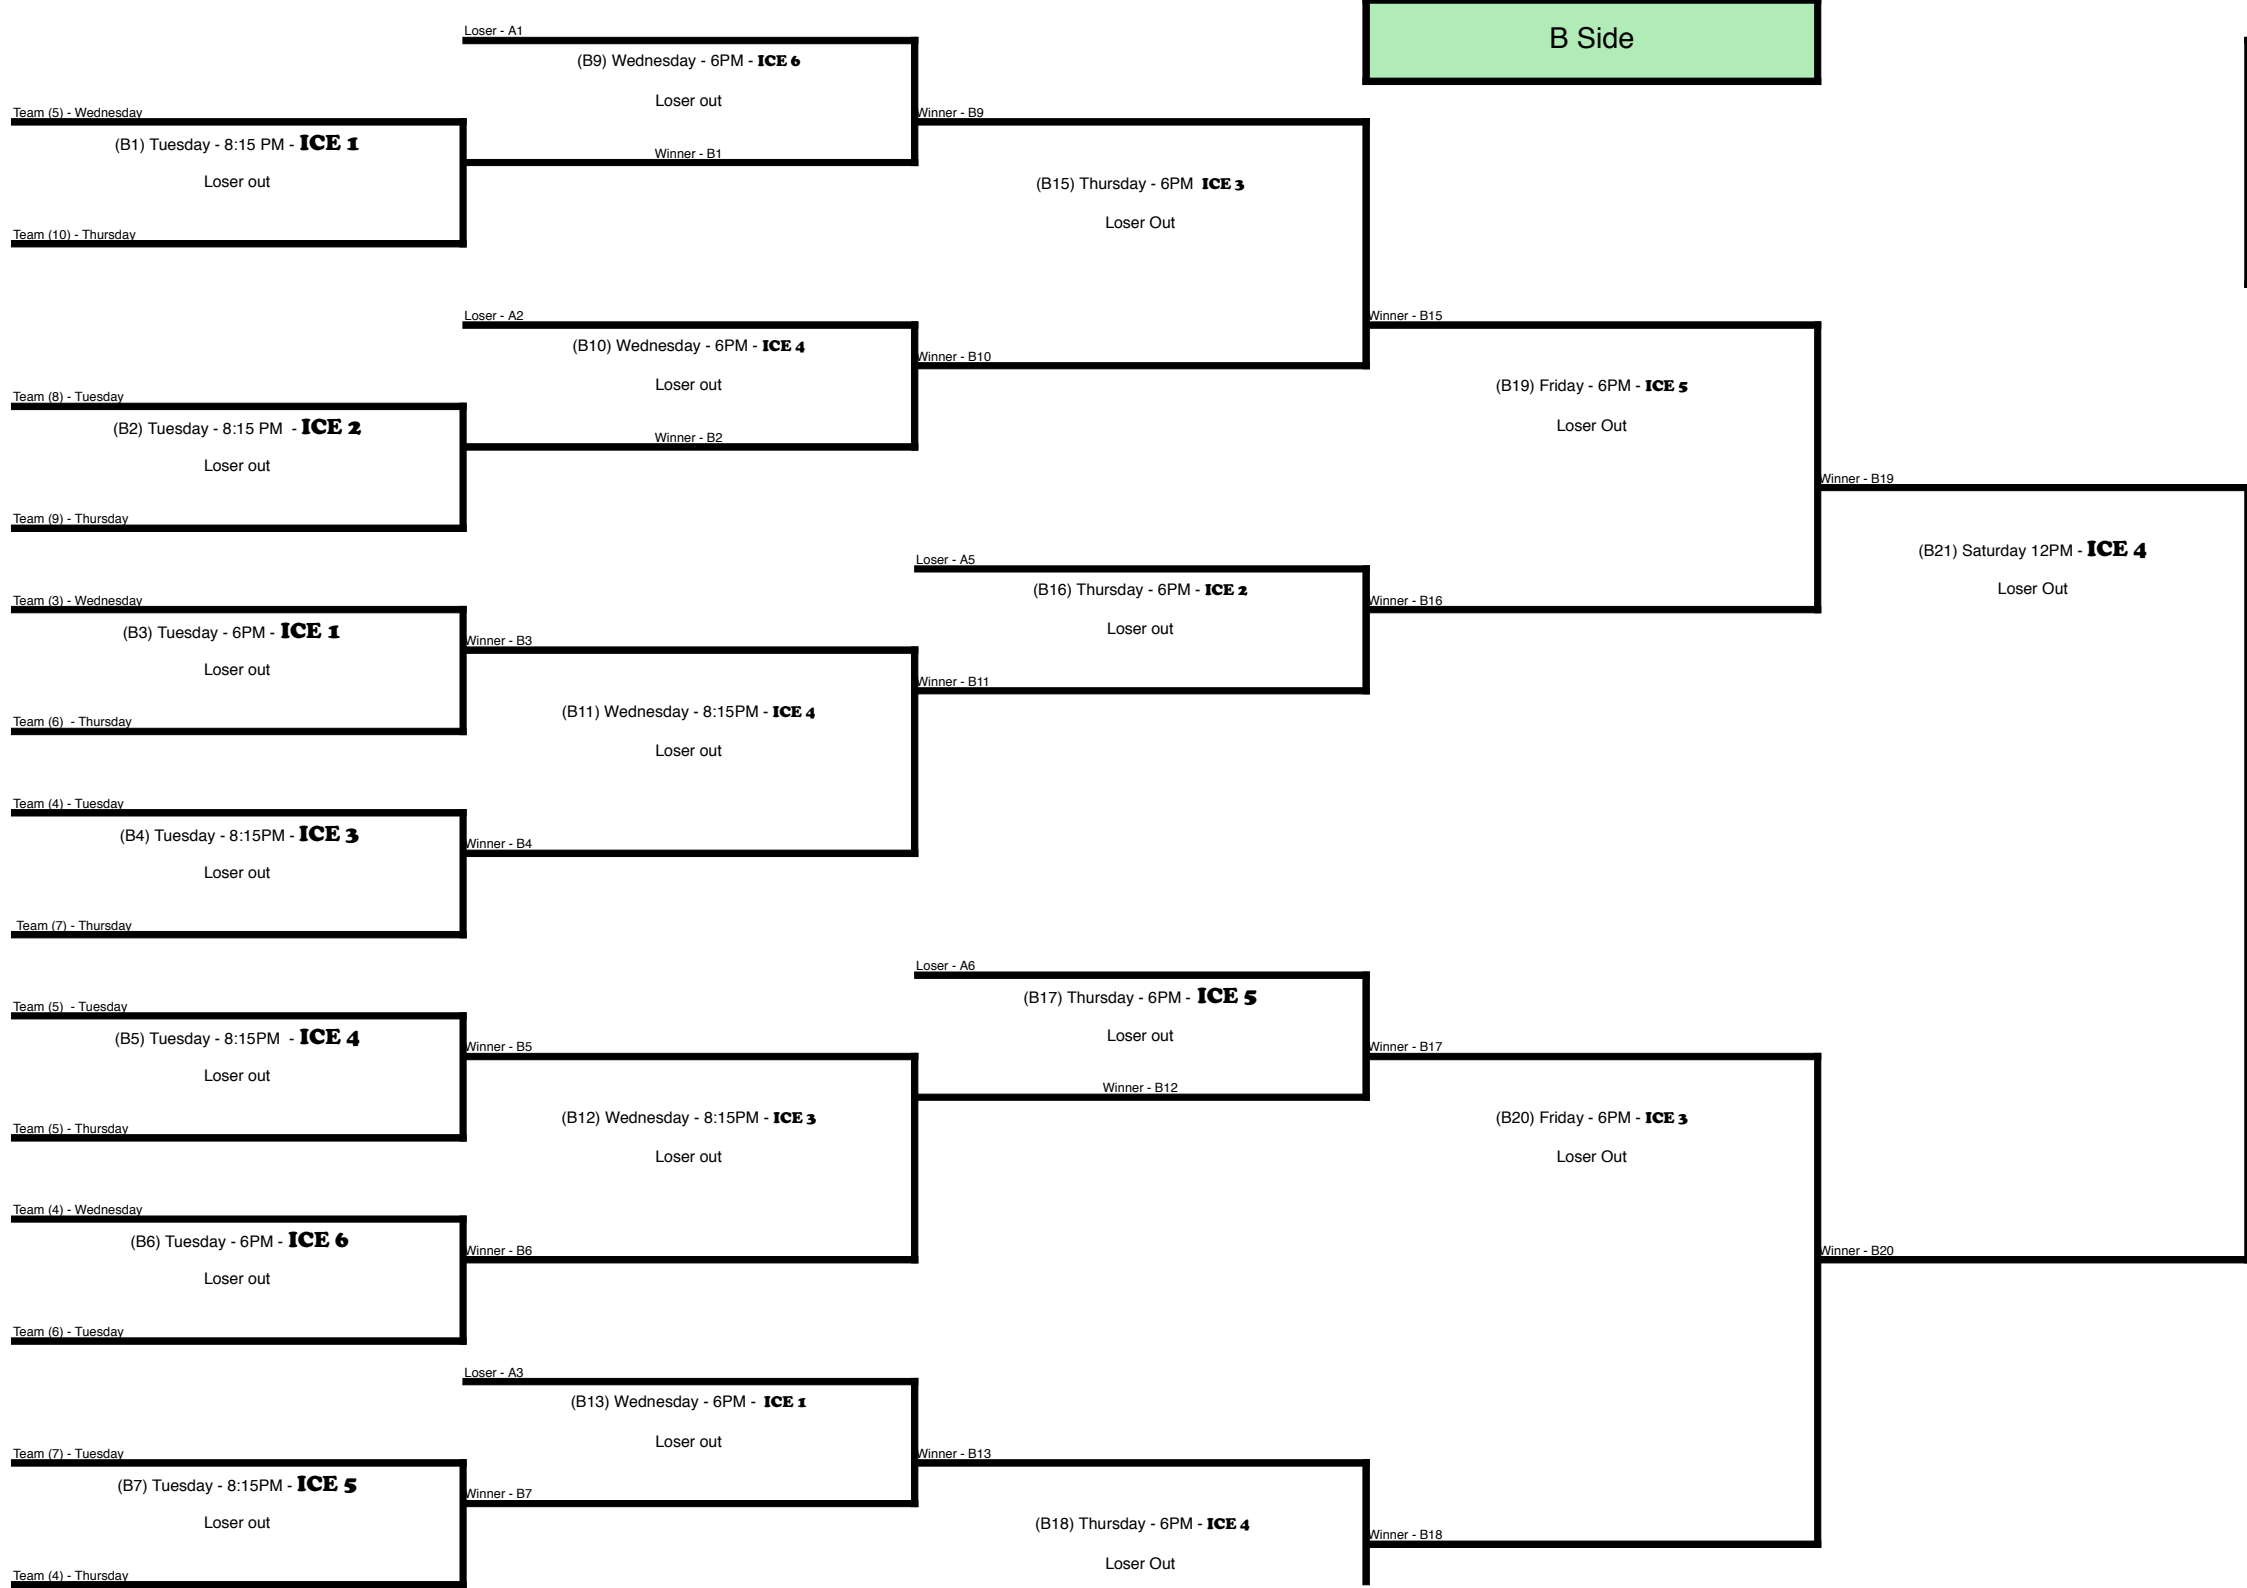 B Side
Loser - A1
(B9) Wednesday - 6PM - ICE 6
Loser out
Team (5) - Wednesday
Winner - B9
(B1) Tuesday - 8:15 PM - ICE 1
Winner - B1
Loser out
(B15) Thursday - 6PM ICE 3
Loser Out
Team (10) - Thursday
Loser - A2
Winner - B15
(B10) Wednesday - 6PM - ICE 4
Winner - B10
Loser out
(B19) Friday - 6PM - ICE 5
Team (8) - Tuesday
Loser Out
(B2) Tuesday - 8:15 PM - ICE 2
Winner - B2
Loser out
Winner - B19
Team (9) - Thursday
(B21) Saturday 12PM - ICE 4
Loser - A5
Loser Out
(B16) Thursday - 6PM - ICE 2
Team (3) - Wednesday
Winner - B16
(B3) Tuesday - 6PM - ICE 1
Loser out
Winner - B3
Loser out
Winner - B11
(B11) Wednesday - 8:15PM - ICE 4
Team (6) - Thursday
Loser out
Team (4) - Tuesday
(B4) Tuesday - 8:15PM - ICE 3
Winner - B4
Loser out
Team (7) - Thursday
Loser - A6
(B17) Thursday - 6PM - ICE 5
Team (5) - Tuesday
Loser out
(B5) Tuesday - 8:15PM - ICE 4
Winner - B5
Winner - B17
Loser out
Winner - B12
(B12) Wednesday - 8:15PM - ICE 3
(B20) Friday - 6PM - ICE 3
Team (5) - Thursday
Loser out
Loser Out
Team (4) - Wednesday
(B6) Tuesday - 6PM - ICE 6
Winner - B6
Winner - B20
Loser out
Team (6) - Tuesday
Loser - A3
(B13) Wednesday - 6PM - ICE 1
Loser out
Team (7) - Tuesday
Winner - B13
(B7) Tuesday - 8:15PM - ICE 5
Winner - B7
Loser out
(B18) Thursday - 6PM - ICE 4
Winner - B18
Loser Out
Team (4) - Thursday